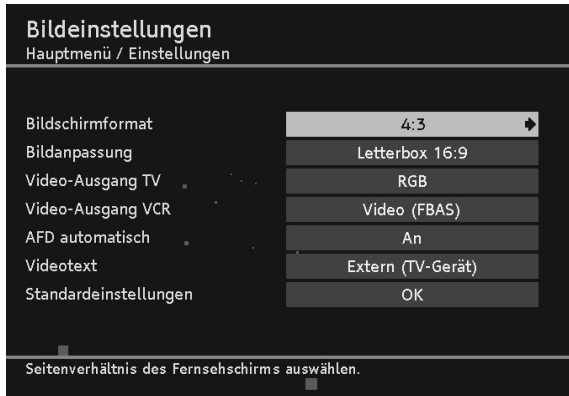 Bildeinstellungen
Hauptmenü / Einstellungen
Bildschirmformat 4:3
Bildanpassung Letterbox 16:9
Video-Ausgang TV RGB
Video-Ausgang VCR Video (FBAS)
AFD automatisch An
Videotext Extern (TV-Gerät)
Standardeinstellungen OK
Seitenverhältnis des Fernsehschirms auswählen.